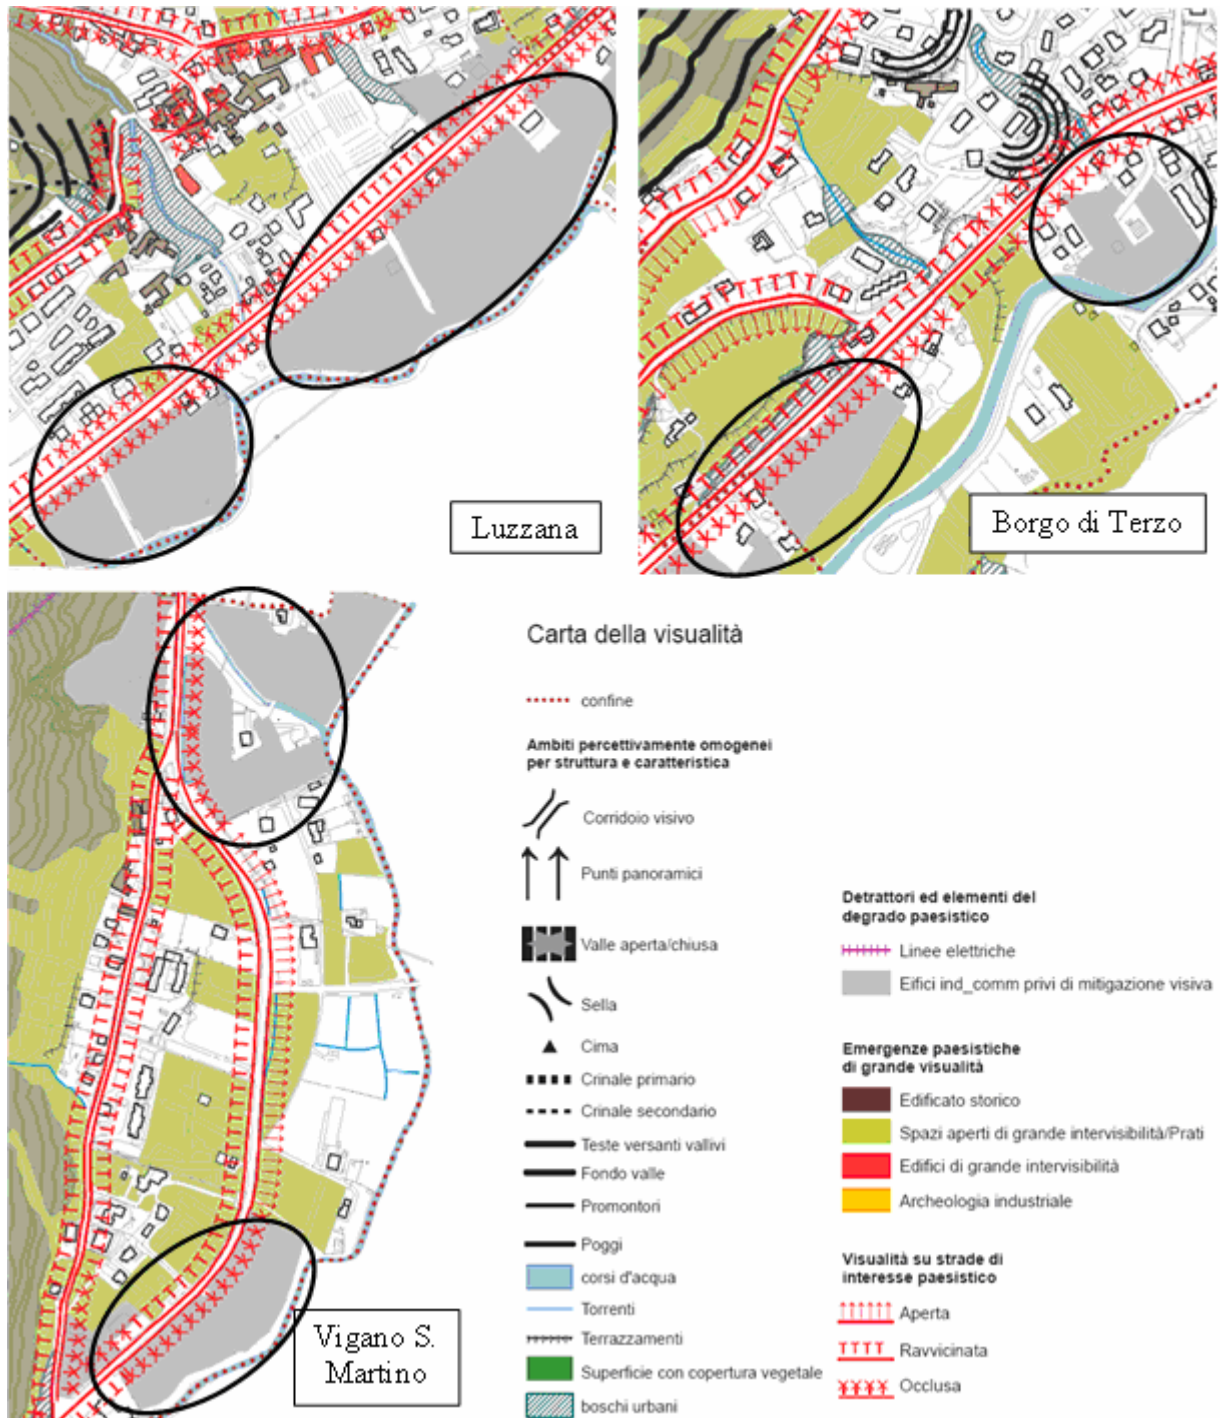 Luzzana
Borgo di Terzo
Vigano S.
Martino
Carta della visualità
confine
Ambiti percettivamente omogenei
per struttura e caratteristica
Corridoio visivo
Punti panoramici
Valle aperta/chiusa
Sella
Cima
Crinale primario
Crinale secondario
Teste versanti vallivi
Fondo valle
Promontori
Poggi
corsi d'acqua
Torrenti
Terrazzamenti
Superficie con copertura vegetale
boschi urbani
Detrattori ed elementi del
degrado paesistico
Linee elettriche
Eifici ind_comm privi di mitigazione visiva
Emergenze paesistiche
di grande visualità
Edificato storico
Spazi aperti di grande intervisibilità/Prati
Edifici di grande intervisibilità
Archeologia industriale
Visualità su strade di
interesse paesistico
Aperta
Ravvicinata
Occlusa